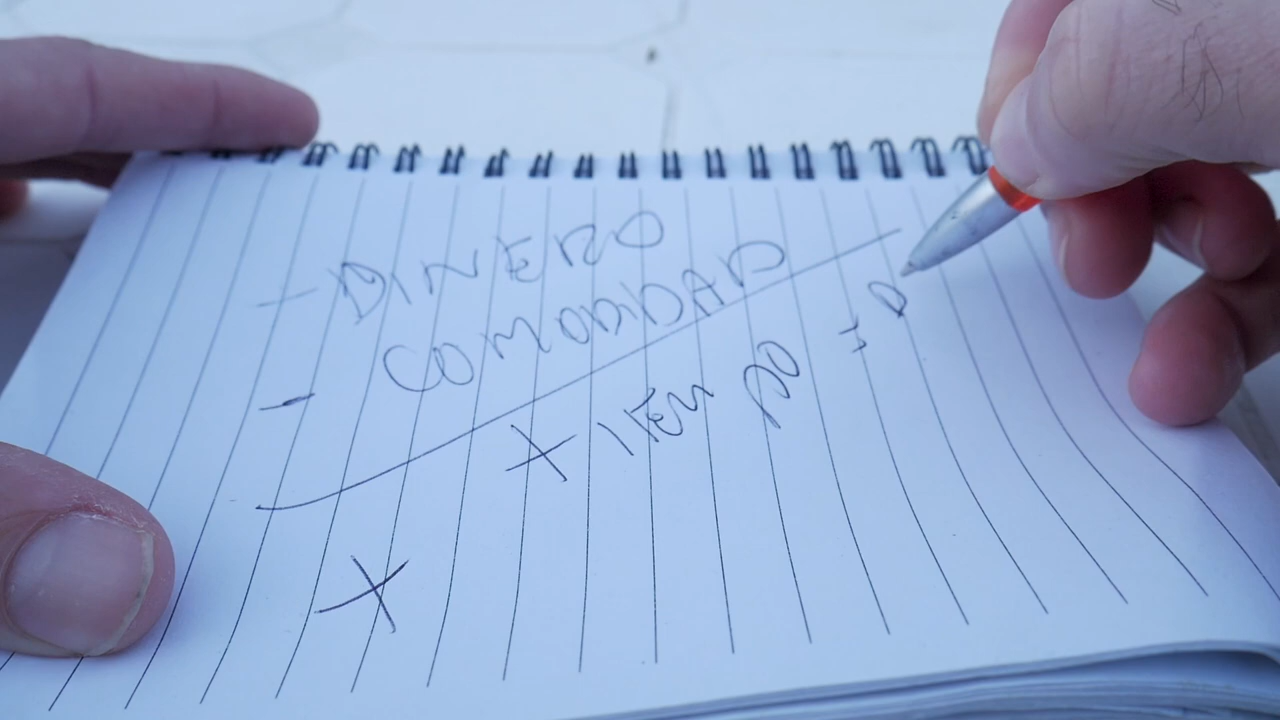 - DINERO
- COMODIDAD
+ TIEMPO = D
+